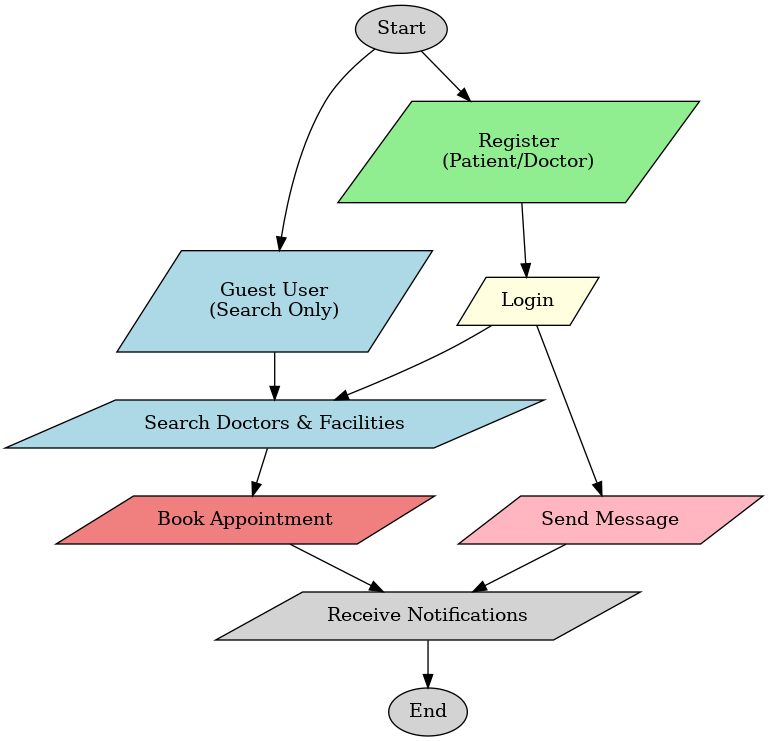 Start
Register
(Patient/Doctor)
Guest User
(Search Only)
Login
Search Doctors & Facilities
Book Appointment
Send Message
Receive Notifications
End